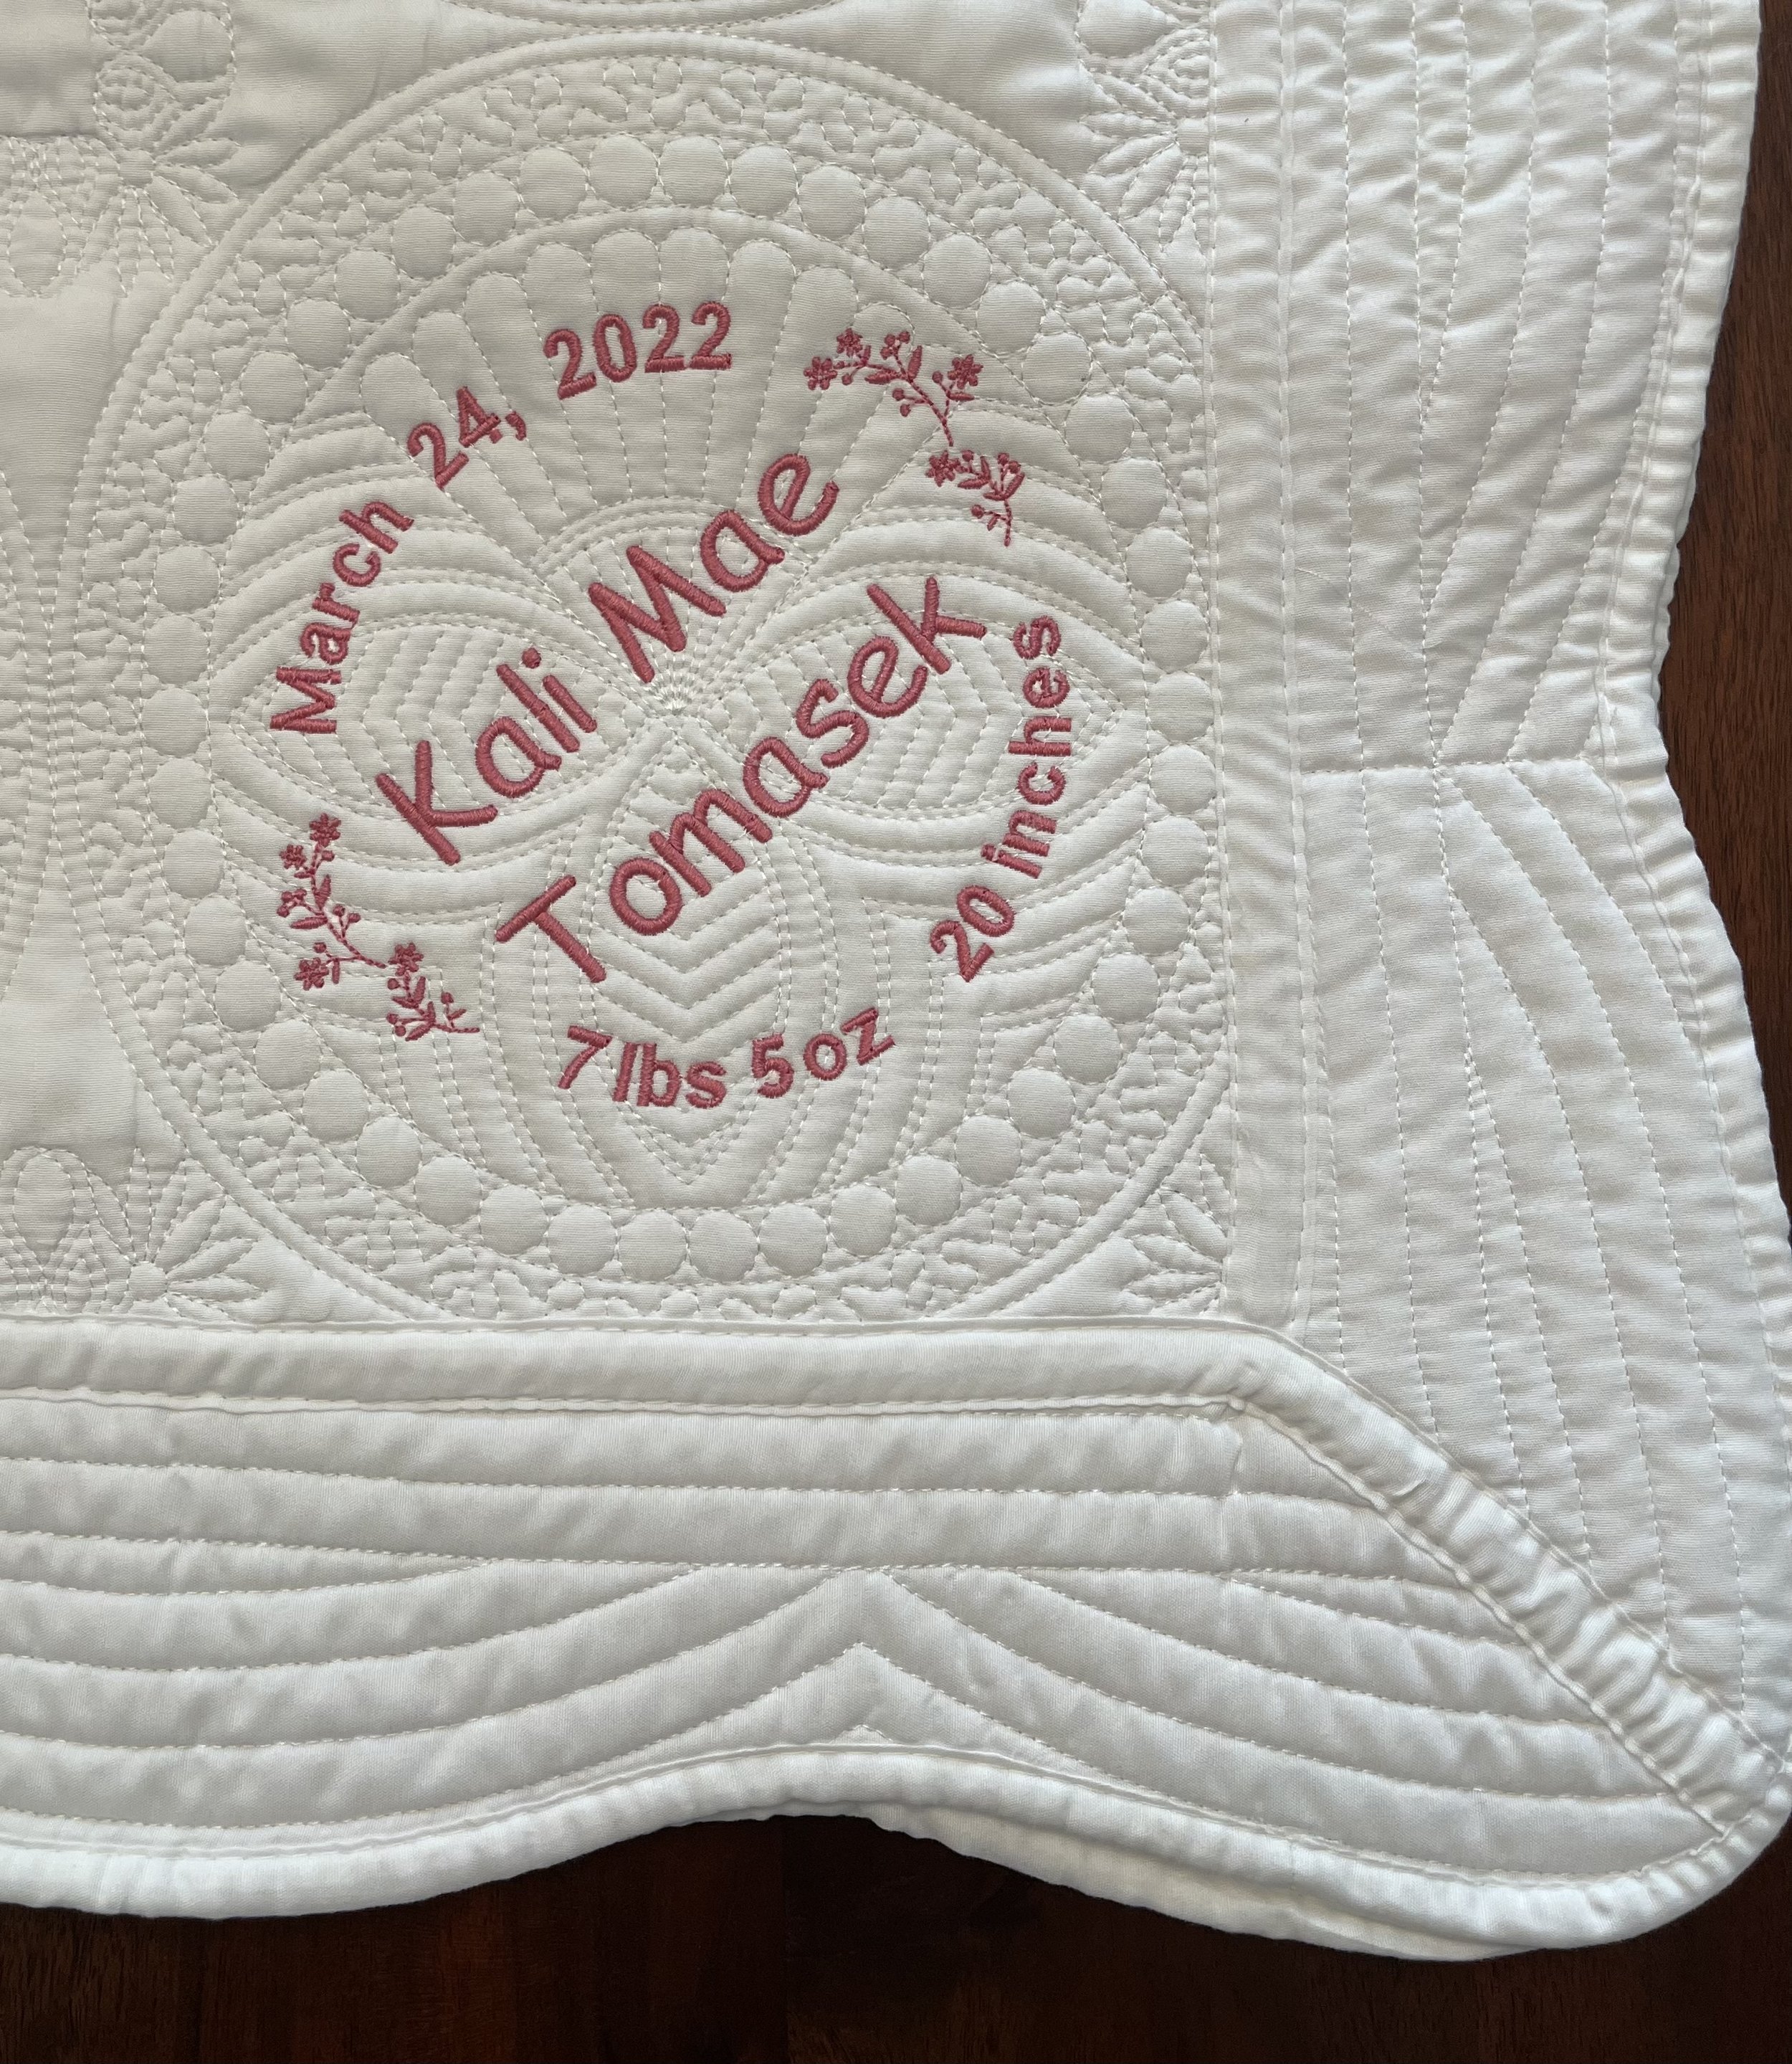 March 24, 2022
Kali Mae
Tomasek
20 inches
7 lbs 5 oz